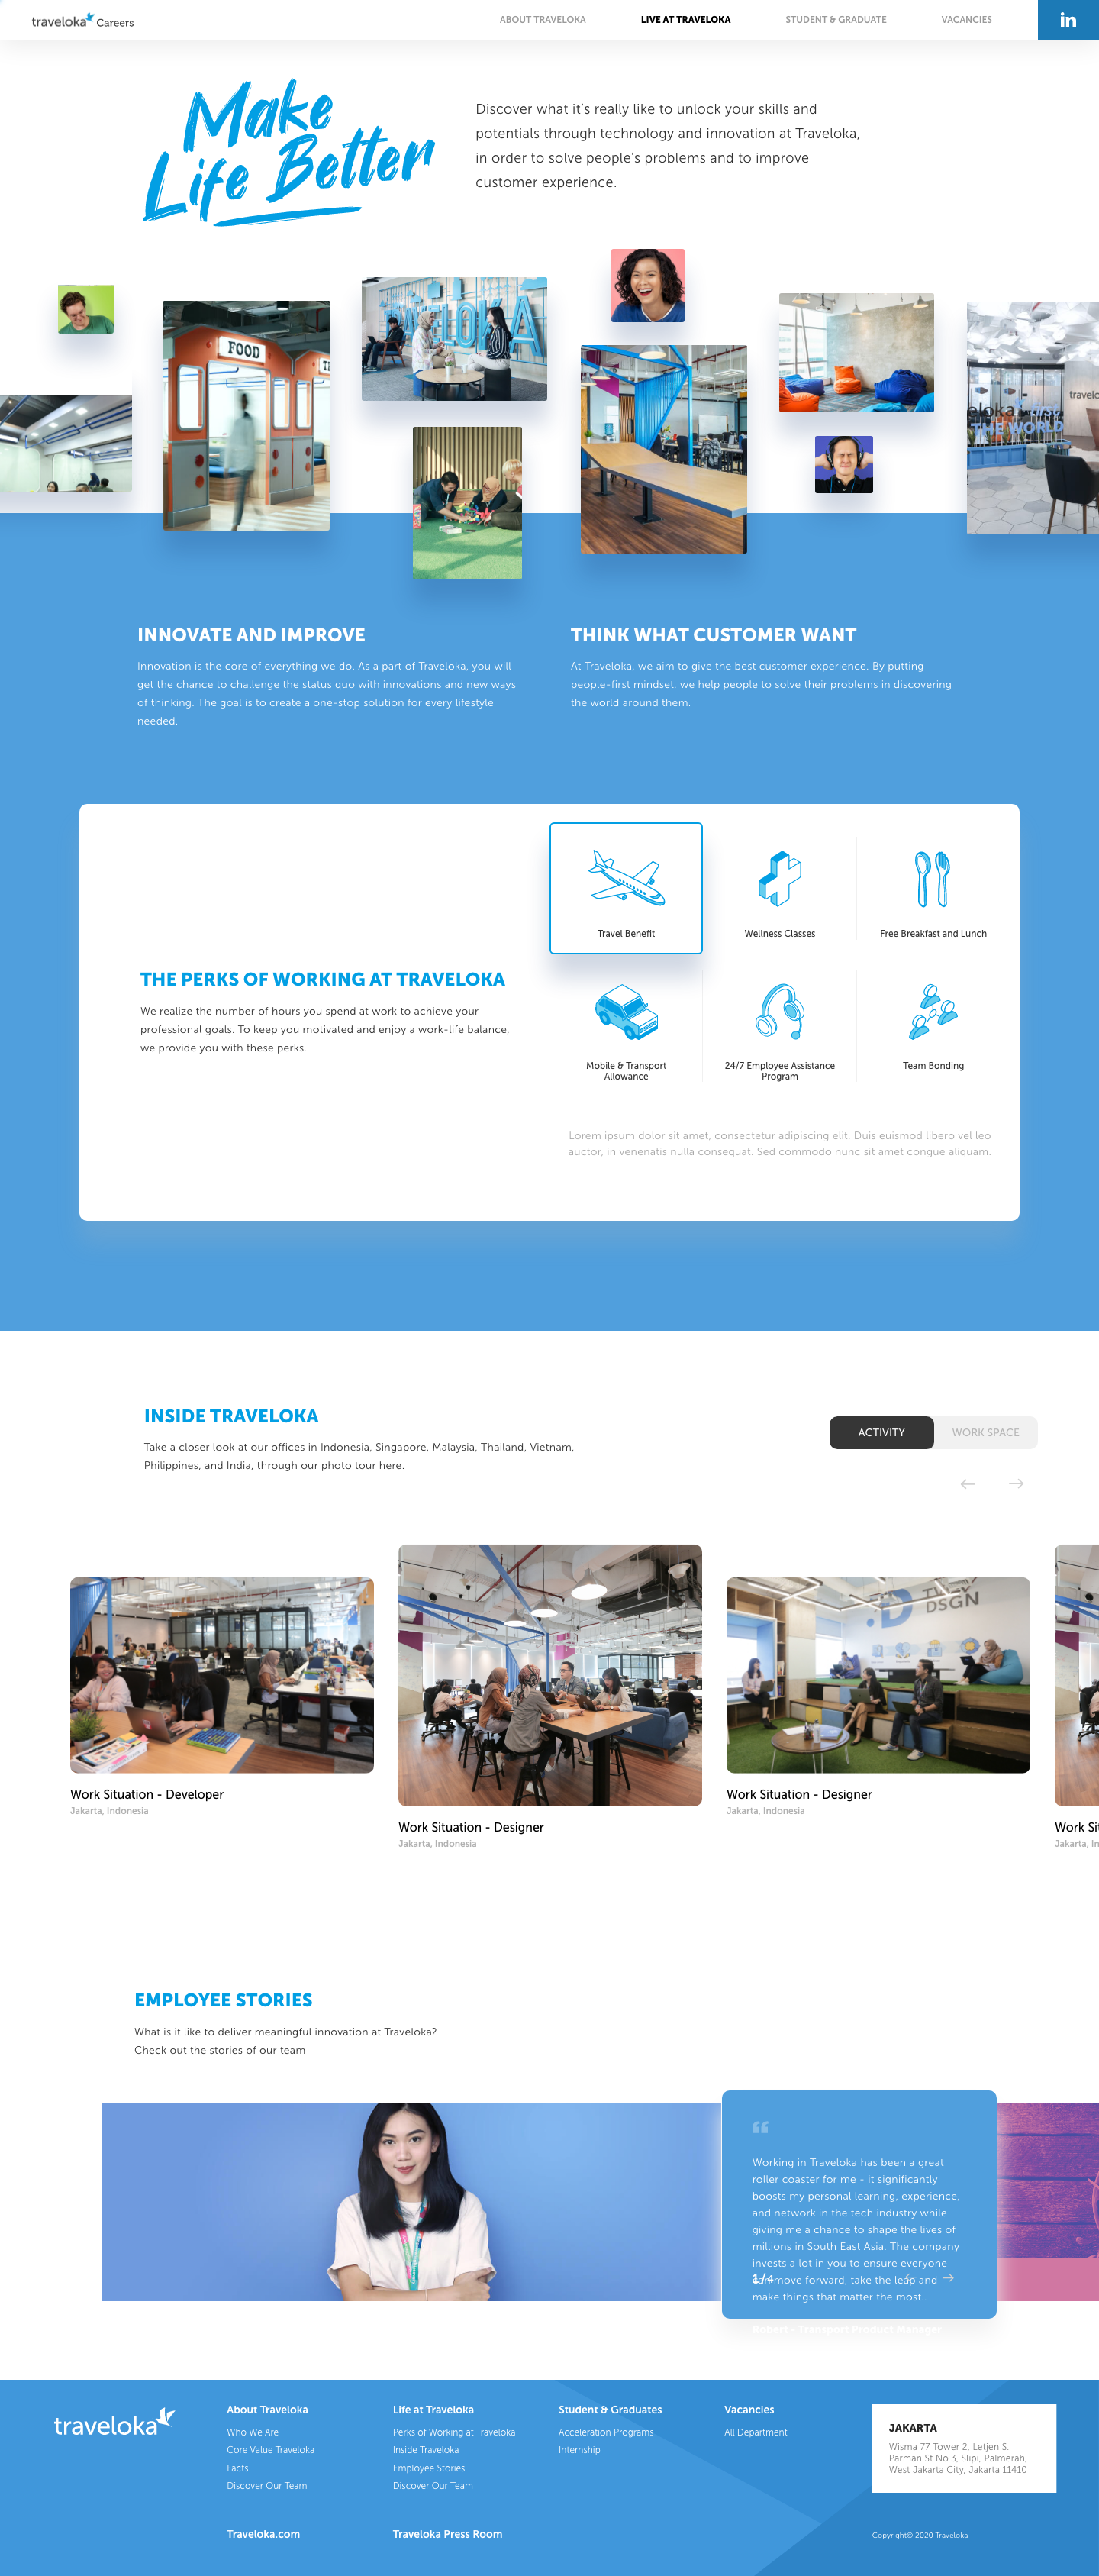 traveloka Careers
ABOUT TRAVELOKA
LIVE AT TRAVELOKA
STUDENT & GRADUATE
VACANCIES
in
Make
Life Better
Discover what it's really like to unlock your skills and
potentials through technology and innovation at Traveloka,
in order to solve people's problems and to improve
customer experience.
FOOD
LOKA
THE WORLD
INNOVATE AND IMPROVE
Innovation is the core of everything we do. As a part of Traveloka, you will
get the chance to challenge the status quo with innovations and new ways
of thinking. The goal is to create a one-stop solution for every lifestyle
needed.
THINK WHAT CUSTOMER WANT
At Traveloka, we aim to give the best customer experience. By putting
people-first mindset, we help people to solve their problems in discovering
the world around them.
THE PERKS OF WORKING AT TRAVELOKA
We realize the number of hours you spend at work to achieve your
professional goals. To keep you motivated and enjoy a work-life balance,
we provide you with these perks.
Travel Benefit
Wellness Classes
Free Breakfast and Lunch
Mobile & Transport
Allowance
24/7 Employee Assistance
Program
Team Bonding
Lorem ipsum dolor sit amet, consectetur adipiscing elit. Duis euismod libero vel leo
auctor, in venenatis nulla consequat. Sed commodo nunc sit amet congue aliquam.
INSIDE TRAVELOKA
Take a closer look at our offices in Indonesia, Singapore, Malaysia, Thailand, Vietnam,
Philippines, and India, through our photo tour here.
ACTIVITY
WORK SPACE
DSGN
Work Situation - Developer
Jakarta, Indonesia
Work Situation - Designer
Jakarta, Indonesia
Work Situation - Designer
Jakarta, Indonesia
Work Sit
Jakarta, In
EMPLOYEE STORIES
What is it like to deliver meaningful innovation at Traveloka?
Check out the stories of our team
“
Working in Traveloka has been a great
roller coaster for me - it significantly
boosts my personal learning, experience,
and network in the tech industry while
giving me a chance to shape the lives of
millions in South East Asia. The company
invests a lot in you to ensure everyone
can move forward, take the leap and
make things that matter the most..
1 / 4
traveloka
About Traveloka
Who We Are
Core Value Traveloka
Facts
Discover Our Team
Life at Traveloka
Perks of Working at Traveloka
Inside Traveloka
Employee Stories
Discover Our Team
Student & Graduates
Acceleration Programs
Internship
Vacancies
All Department
JAKARTA
Wisma 77 Tower 2, Letjen S.
Parman St No.3, Slipi, Palmerah,
West Jakarta City, Jakarta 11410
Traveloka.com
Traveloka Press Room
Copyright© 2020 Traveloka